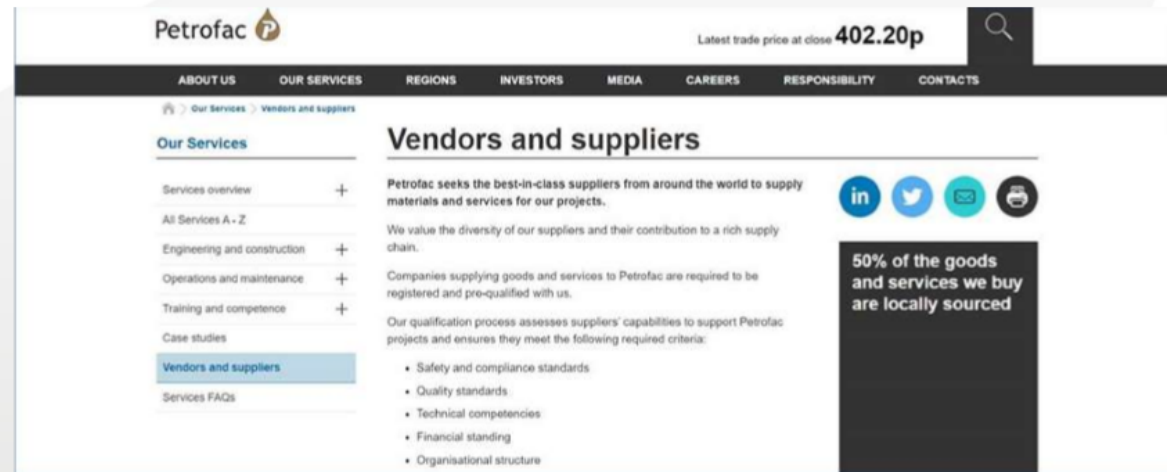 Petrofac
Latest trade price at close 402.20p
ABOUT US OUR SERVICES REGIONS INVESTORS MEDIA CAREERS RESPONSIBILITY CONTACTS
Our Services Vendors and suppliers
Our Services
Services overview
All Services A - Z
Engineering and construction
Operations and maintenance
Training and competence
Case studies
Vendors and suppliers
Services FAQs
Vendors and suppliers
Petrofac seeks the best-in-class suppliers from around the world to supply
materials and services for our projects.
We value the diversity of our suppliers and their contribution to a rich supply
chain.
Companies supplying goods and services to Petrofac are required to be
registered and pre-qualified with us.
Our qualification process assesses suppliers' capabilities to support Petrofac
projects and ensures they meet the following required criteria:
• Safety and compliance standards
• Quality standards
• Technical competencies
• Financial standing
• Organisational structure
in
50% of the goods
and services we buy
are locally sourced